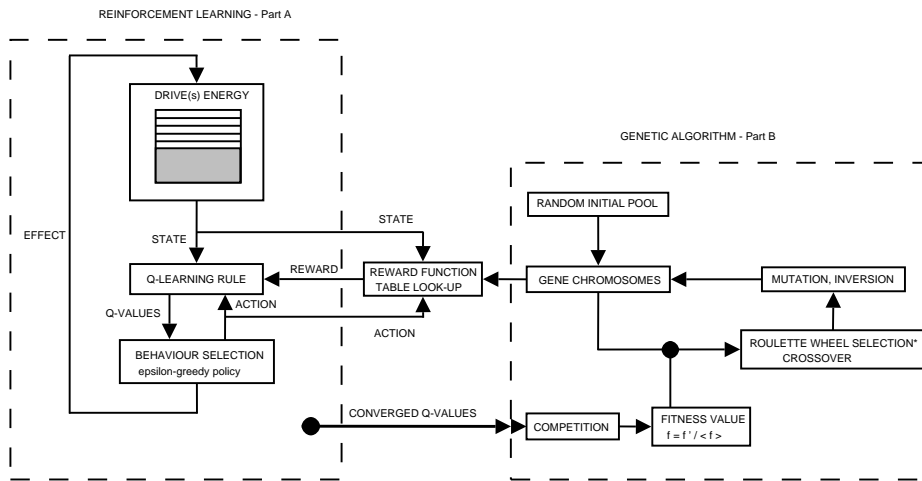 REINFORCEMENT LEARNING - Part A
DRIVE(s) ENERGY
GENETIC ALGORITHM - Part B
RANDOM INITIAL POOL
STATE
EFFECT
STATE
Q-LEARNING RULE
REWARD
REWARD FUNCTION
TABLE LOOK-UP
GENE CHROMOSOMES
MUTATION, INVERSION
Q-VALUES
ACTION
ACTION
BEHAVIOUR SELECTION
epsilon-greedy policy
ROULETTE WHEEL SELECTION*
CROSSOVER
CONVERGED Q-VALUES
COMPETITION
FITNESS VALUE
f = f ' / < f >